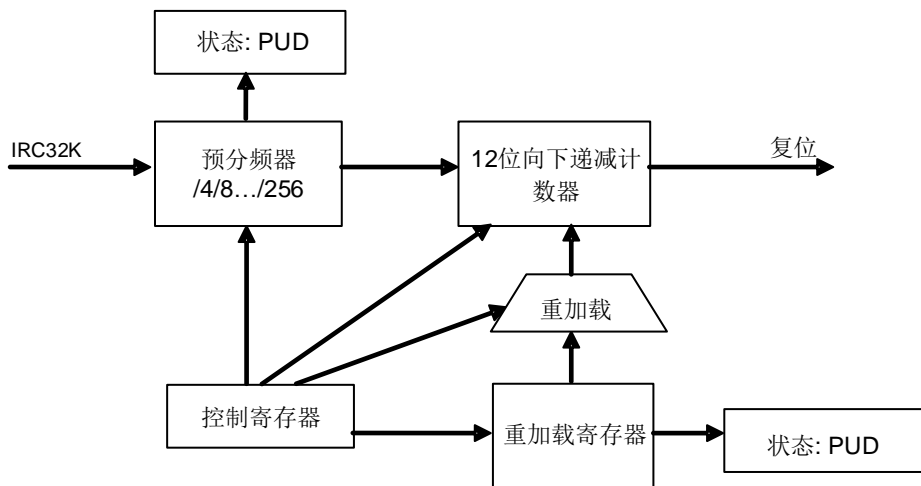 状态: PUD
IRC32K
预分频器
/4/8…/256
12位向下递减计
数器
复位
重加载
控制寄存器
重加载寄存器
状态: PUD